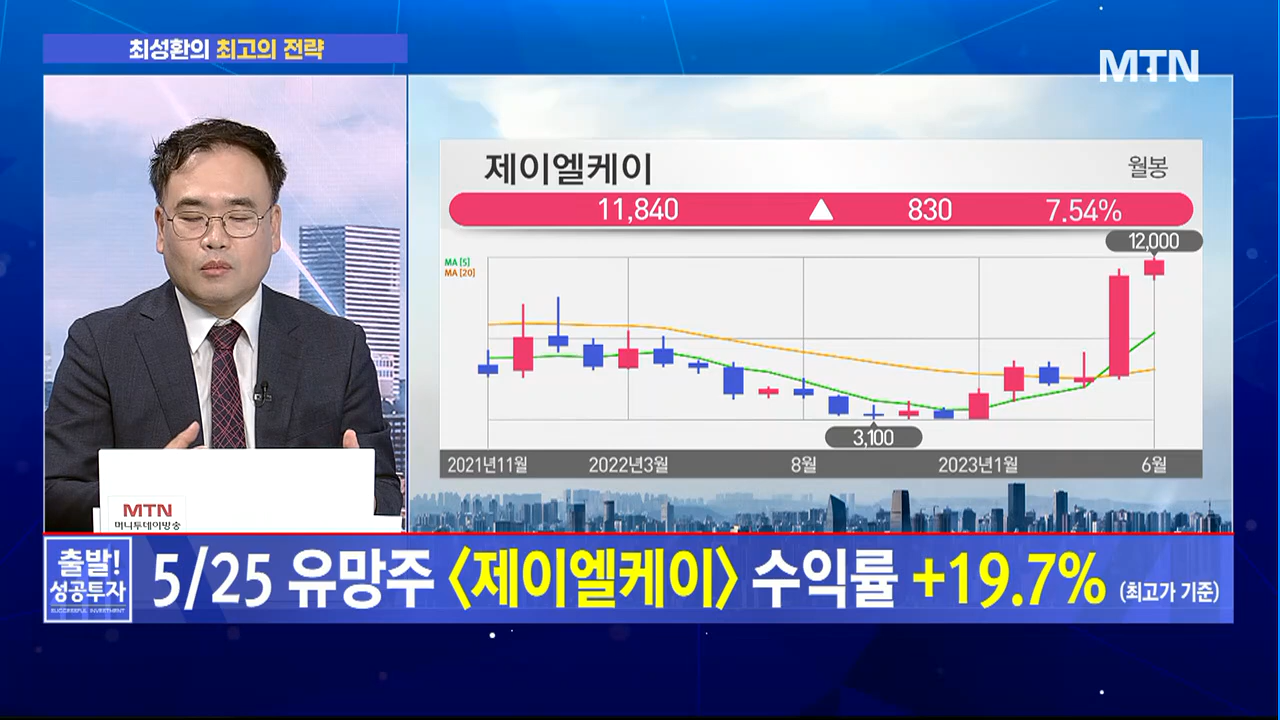 최성환의 최고의 전략
MTN
제이엘케이
월봉
11,840 ▲ 830 7.54%
12,000
MA [5]
MA [20]
3,100
2021년11월 2022년3월 8월 2023년1월 6월
MTN
머니투데이방송
출발!
성공투자
SUCCESSFUL INVESTMENT
5/25 유망주 <제이엘케이> 수익률 +19.7% (최고가 기준)